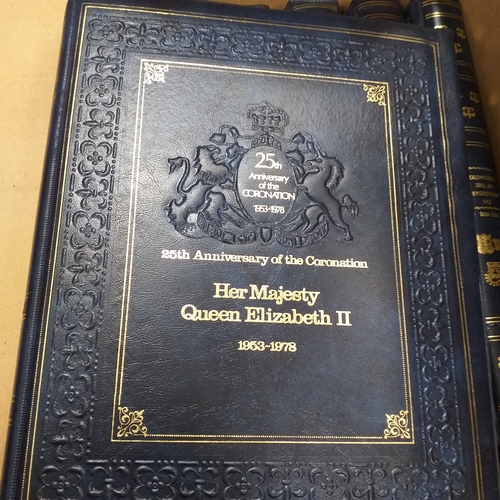 25th
Anniversary
of the
CORONATION
1953-1978
25th Anniversary of the Coronation
Her Majesty
Queen Elizabeth II
1953-1978